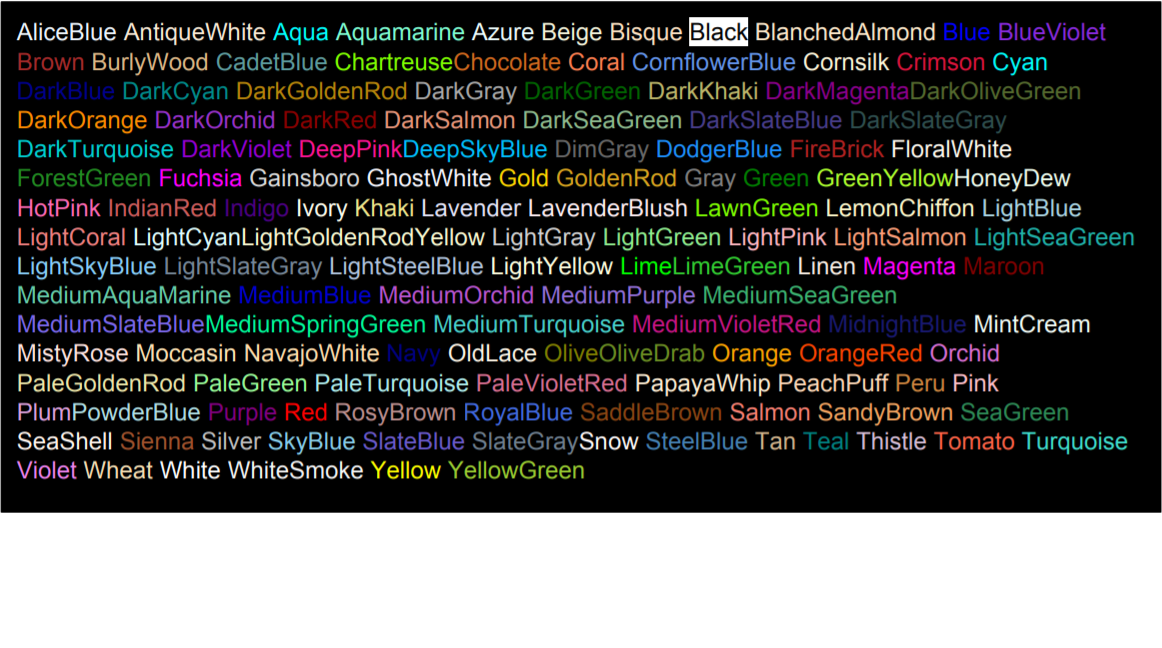 AliceBlue AntiqueWhite Aqua Aquamarine Azure Beige Bisque Black BlanchedAlmond Blue BlueViolet
Brown BurlyWood CadetBlue ChartreuseChocolate Coral CornflowerBlue Cornsilk Crimson Cyan
DarkBlue DarkCyan DarkGoldenRod DarkGray DarkGreen DarkKhaki DarkMagentaDarkOliveGreen
DarkOrange DarkOrchid DarkRed DarkSalmon DarkSeaGreen DarkSlateBlue DarkSlateGray
DarkTurquoise DarkViolet DeepPinkDeepSkyBlue DimGray DodgerBlue FireBrick FloralWhite
ForestGreen Fuchsia Gainsboro GhostWhite Gold GoldenRod Gray Green GreenYellowHoneyDew
HotPink IndianRed Indigo Ivory Khaki Lavender LavenderBlush LawnGreen LemonChiffon LightBlue
LightCoral LightCyanLightGoldenRodYellow LightGray LightGreen LightPink LightSalmon LightSeaGreen
LightSkyBlue LightSlateGray LightSteelBlue LightYellow LimeLimeGreen Linen Magenta Maroon
MediumAquaMarine MediumBlue MediumOrchid MediumPurple MediumSeaGreen
MediumSlateBlueMediumSpringGreen MediumTurquoise MediumVioletRed MidnightBlue MintCream
MistyRose Moccasin NavajoWhite Navy OldLace OliveOliveDrab Orange OrangeRed Orchid
PaleGoldenRod PaleGreen PaleTurquoise PaleVioletRed PapayaWhip PeachPuff Peru Pink
PlumPowderBlue Purple Red RosyBrown RoyalBlue SaddleBrown Salmon SandyBrown SeaGreen
SeaShell Sienna Silver SkyBlue SlateBlue SlateGraySnow SteelBlue Tan Teal Thistle Tomato Turquoise
Violet Wheat White WhiteSmoke Yellow YellowGreen